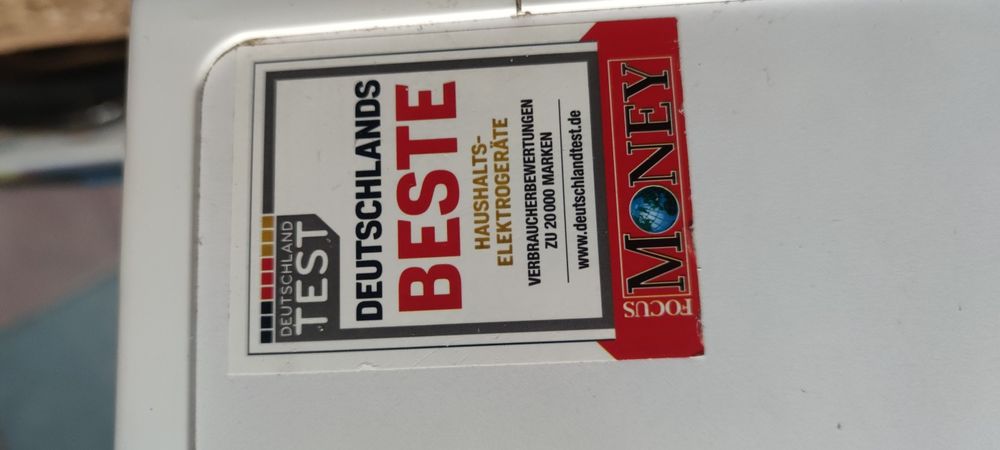 DEUTSCHLAND
TEST
DEUTSCHLANDS
BESTE
HAUSHALTS-
ELEKTROGERÄTE
VERBRAUCHERBEWERTUNGEN
ZU 20 000 MARKEN
www.deutschlandtest.de
FOCUS
MONEY